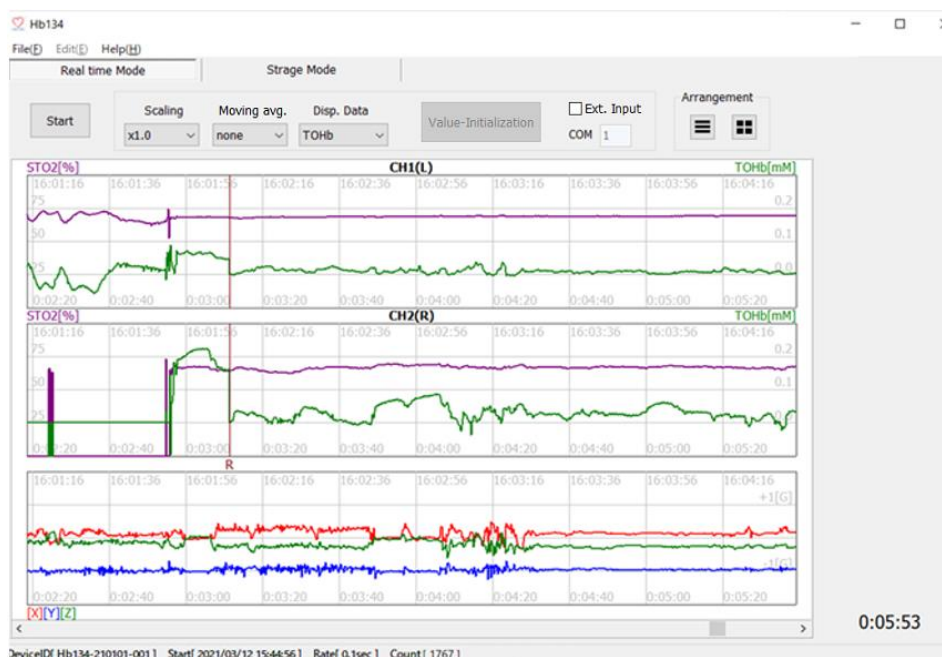 Hb134
File(F) Edit(E) Help(H)
Real time Mode Strage Mode
Start
Scaling Moving avg. Disp. Data
x1.0 none TOHb
Value-Initialization
Ext. Input
COM 1
Arrangement
STO2[%] CH1(L) TOHb[mM]
16:01:16 16:01:36 16:01:56 16:02:16 16:02:36 16:02:56 16:03:16 16:03:36 16:03:56 16:04:16
75 0.2
50 0.1
25 0.0
0:02:20 0:02:40 0:03:00 0:03:20 0:03:40 0:04:00 0:04:20 0:04:40 0:05:00 0:05:20
STO2[%] CH2(R) TOHb[mM]
16:01:16 16:01:36 16:01:56 16:02:16 16:02:36 16:02:56 16:03:16 16:03:36 16:03:56 16:04:16
75 0.2
50 0.1
25
0:02:40 0:03:00 0:03:20 0:03:40 0:04:00 0:04:20 0:04:40 0:05:00 0:05:20
R
16:01:16 16:01:36 16:01:56 16:02:16 16:02:36 16:02:56 16:03:16 16:03:36 16:03:56 16:04:16
+1[G]
-1[G]
0:02:20 0:02:40 0:03:00 0:03:20 0:03:40 0:04:00 0:04:20 0:04:40 0:05:00 0:05:20
[X][Y][Z]
0:05:53
DeviceID[ Hb134-210101-001 ] Start[ 2021/03/12 15:44:56 ] Rate[ 0.1sec ] Count[ 1767 ]